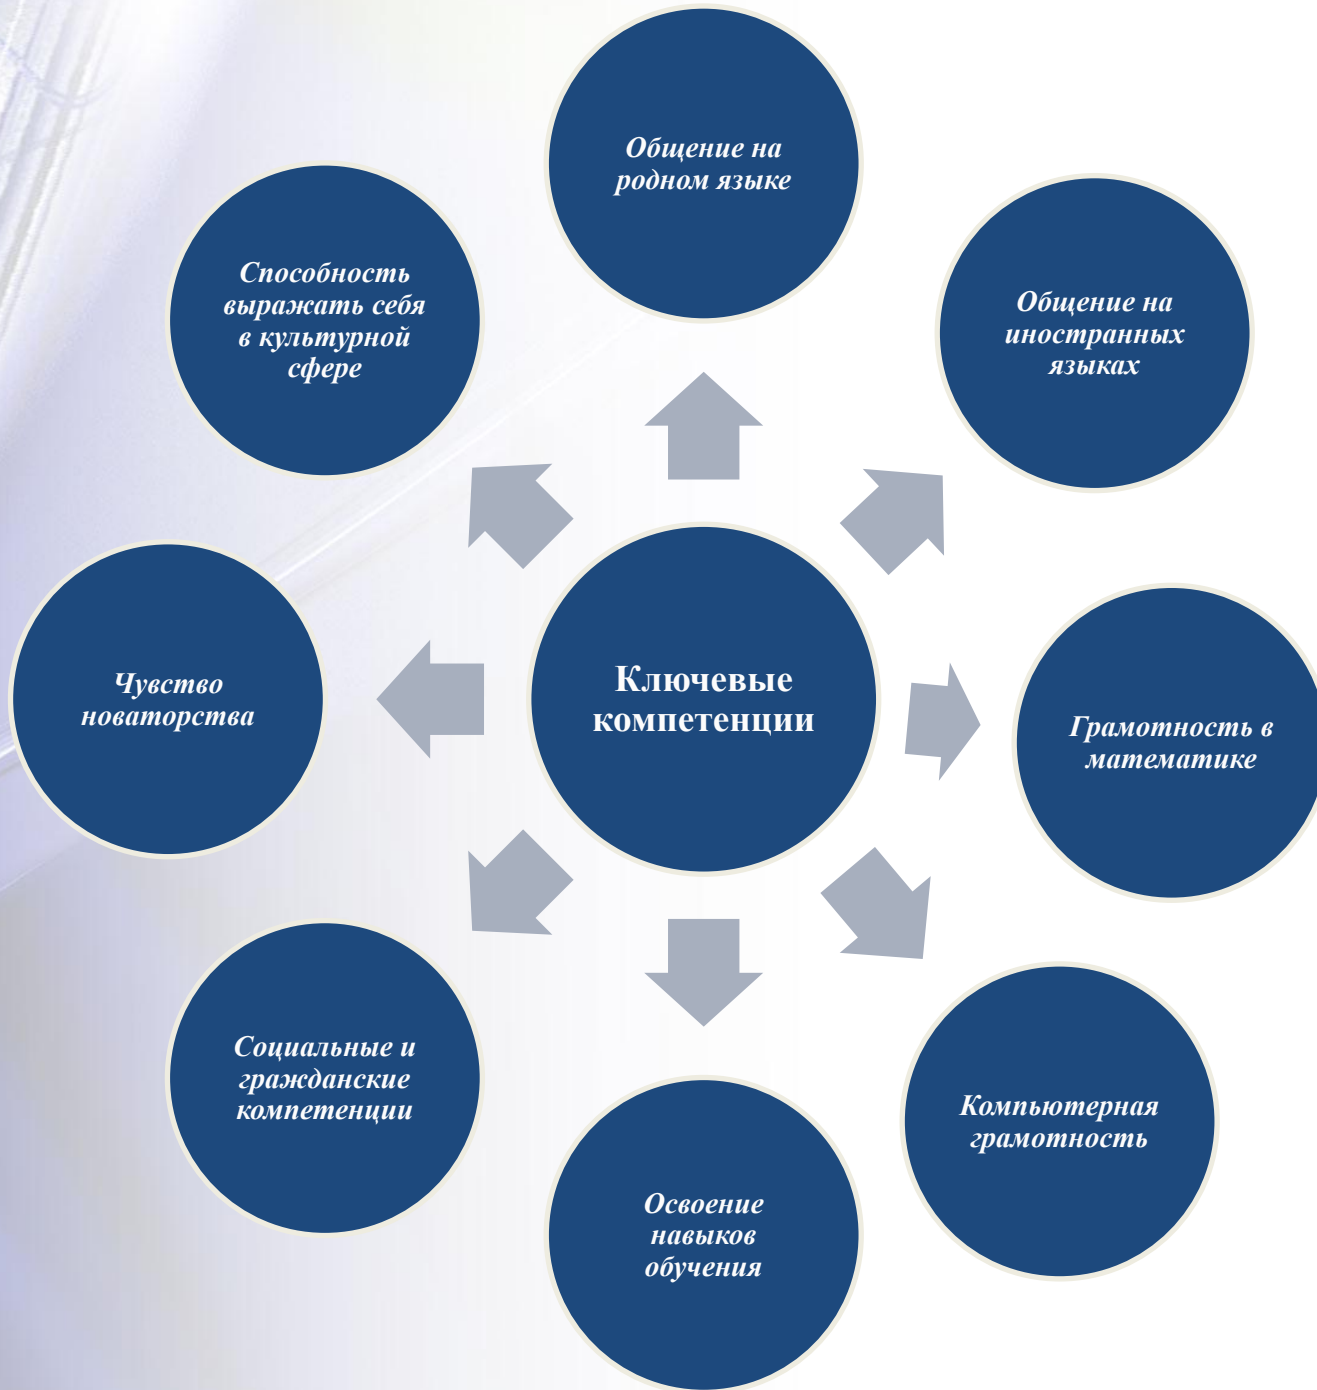 Общение на
родном языке
Общение на
иностранных
языках
Грамотность в
математике
Компьютерная
грамотность
Освоение
навыков
обучения
Социальные и
гражданские
компетенции
Чувство
новаторства
Способность
выражать себя
в культурной
сфере
Ключевые
компетенции